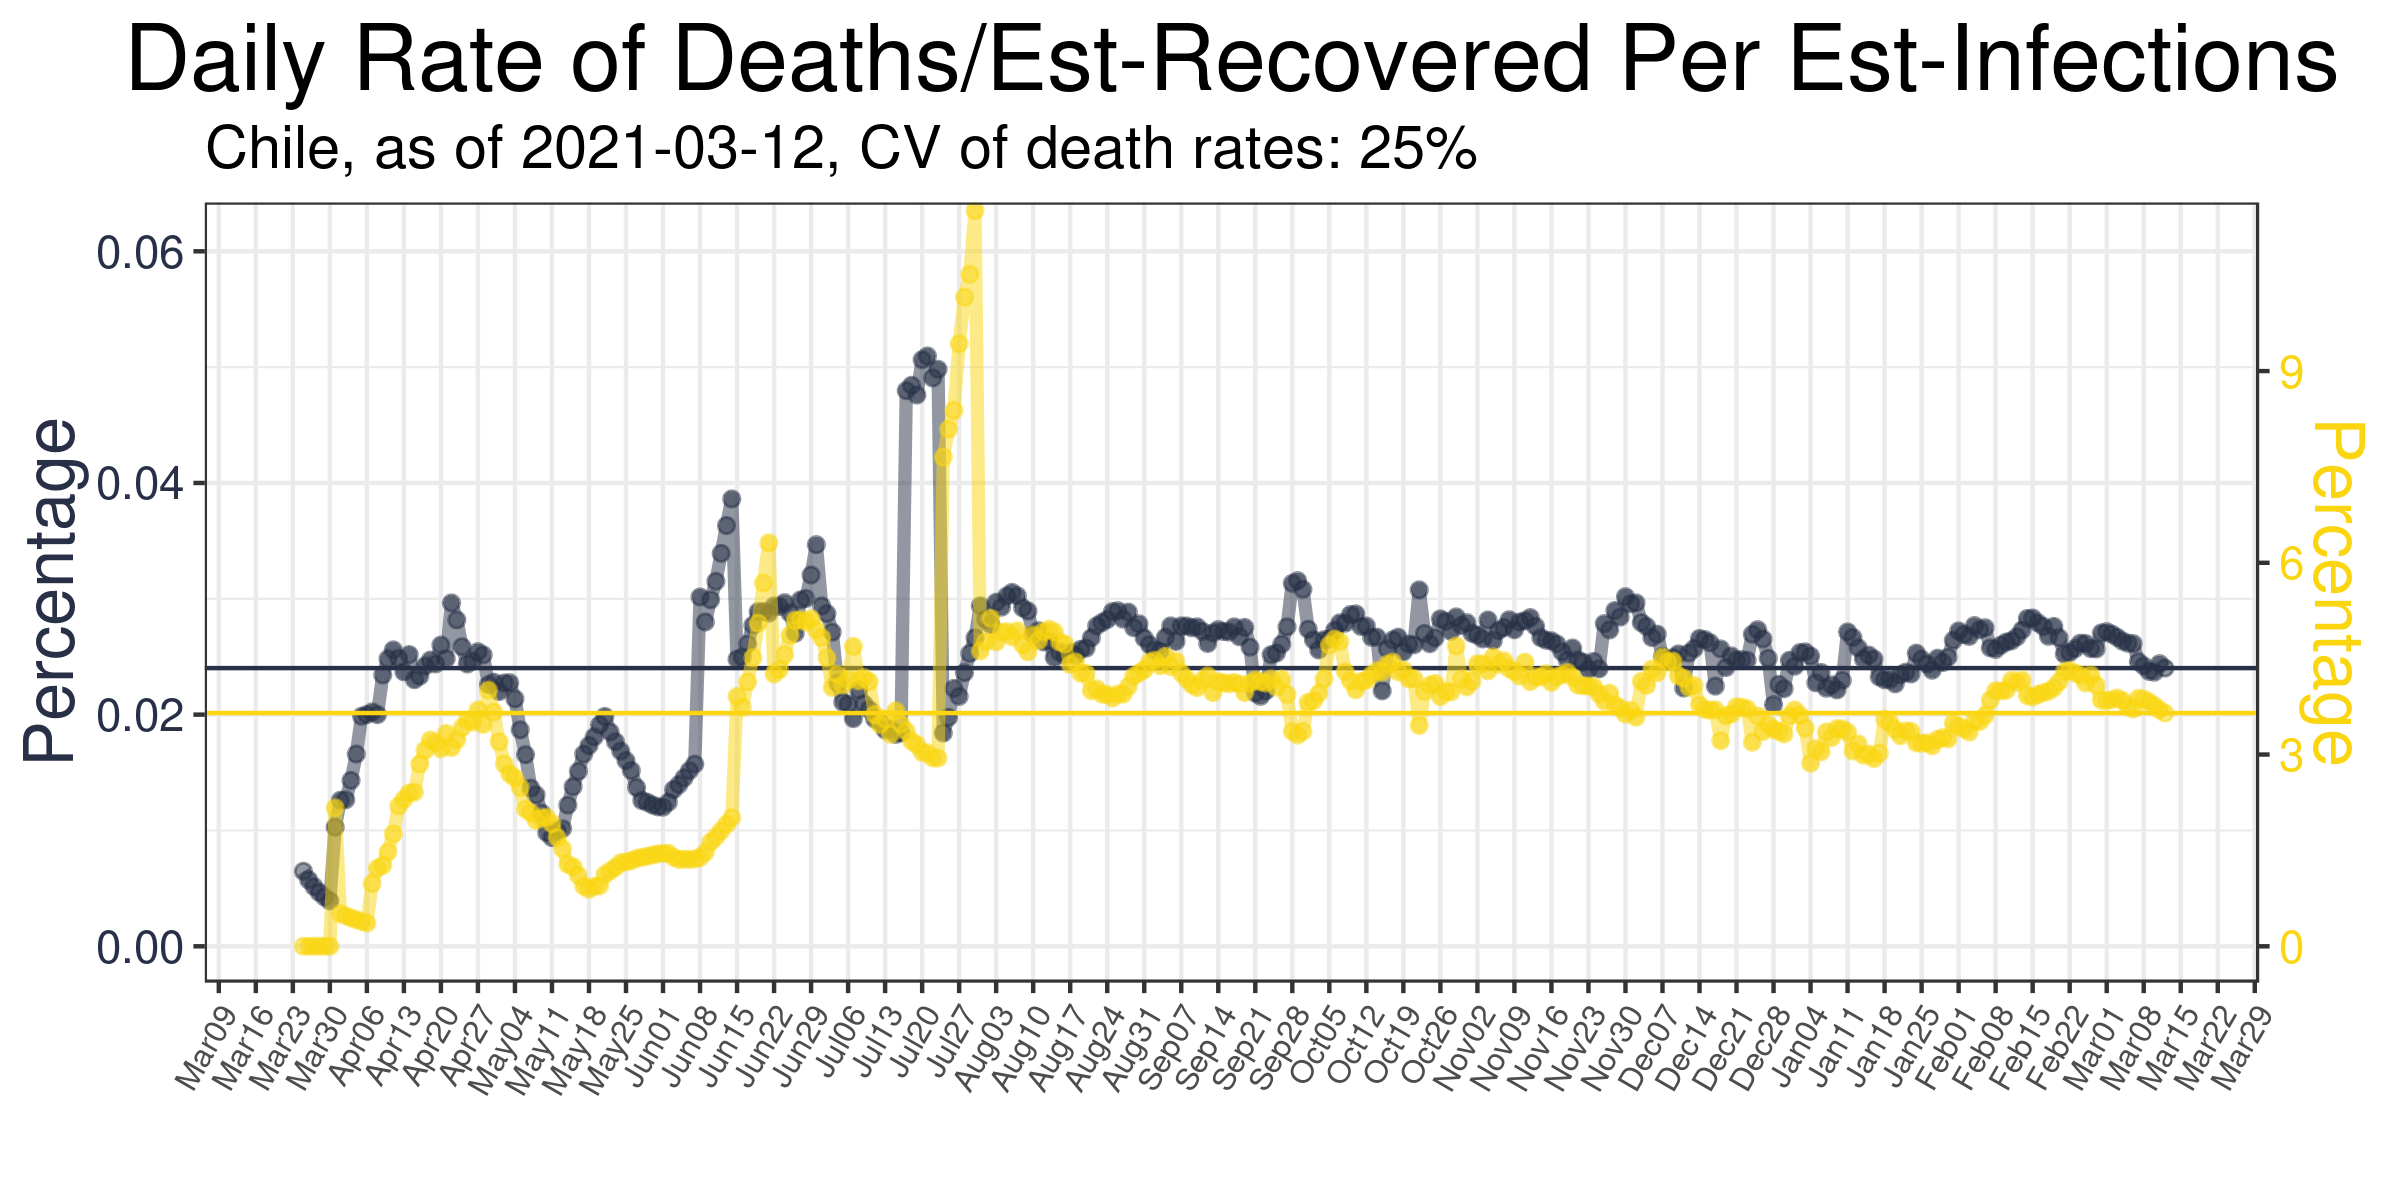 Daily Rate of Deaths/Est-Recovered Per Est-Infections
Chile, as of 2021-03-12, CV of death rates: 25%
Percentage
0.06
0.04
0.02
0.00
9
6
3
0
Percentage
Mar09
Mar16
Mar23
Mar30
Apr06
Apr13
Apr20
Apr27
May04
May11
May18
May25
Jun01
Jun08
Jun15
Jun22
Jun29
Jul06
Jul13
Jul20
Jul27
Aug03
Aug10
Aug17
Aug24
Aug31
Sep07
Sep14
Sep21
Sep28
Oct05
Oct12
Oct19
Oct26
Nov02
Nov09
Nov16
Nov23
Nov30
Dec07
Dec14
Dec21
Dec28
Dec04
Jan11
Jan18
Jan25
Feb01
Feb08
Feb15
Feb22
Mar01
Mar08
Mar15
Mar22
Mar29